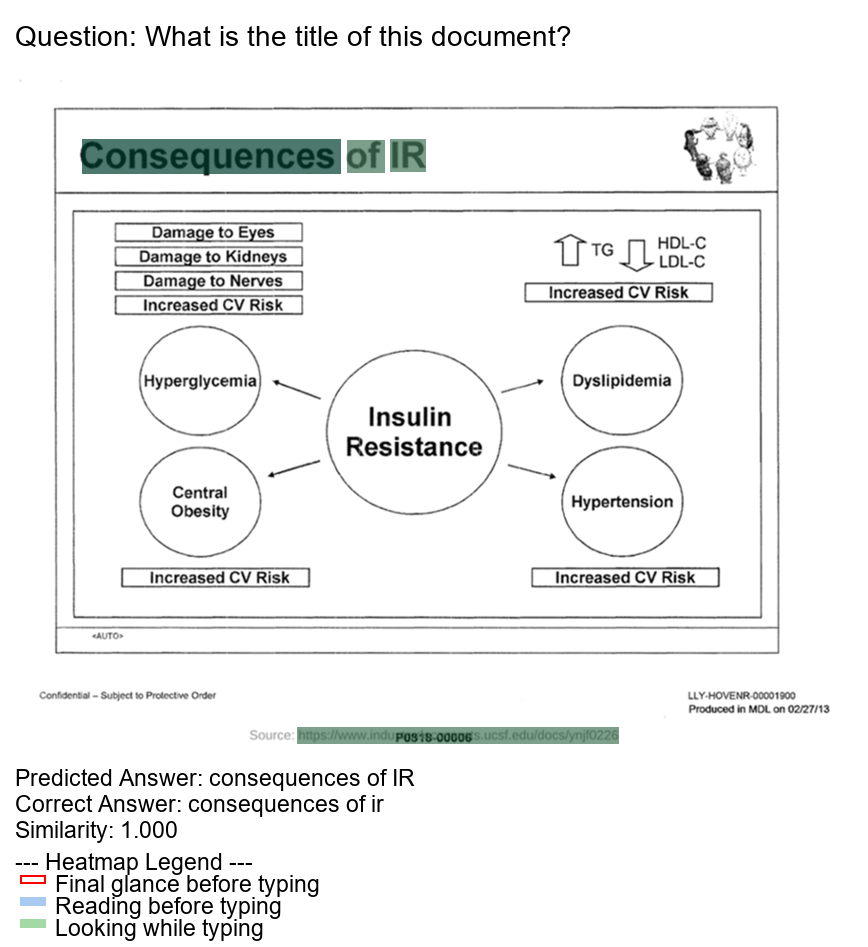 Question: What is the title of this document?
Consequences of IR
Damage to Eyes
Damage to Kidneys
Damage to Nerves
Increased CV Risk
TG
HDL-C
LDL-C
Increased CV Risk
Hyperglycemia
Dyslipidemia
Insulin
Resistance
Central
Obesity
Hypertension
Increased CV Risk
Increased CV Risk
<AUTO>
Confidential – Subject to Protective Order
LLY-HOVENR-00001900
Produced in MDL on 02/27/13
Source: https://www.indu s.ucsf.edu/docs/ynjf0226
Predicted Answer: consequences of IR
Correct Answer: consequences of ir
Similarity: 1.000
--- Heatmap Legend ---
Final glance before typing
Reading before typing
Looking while typing